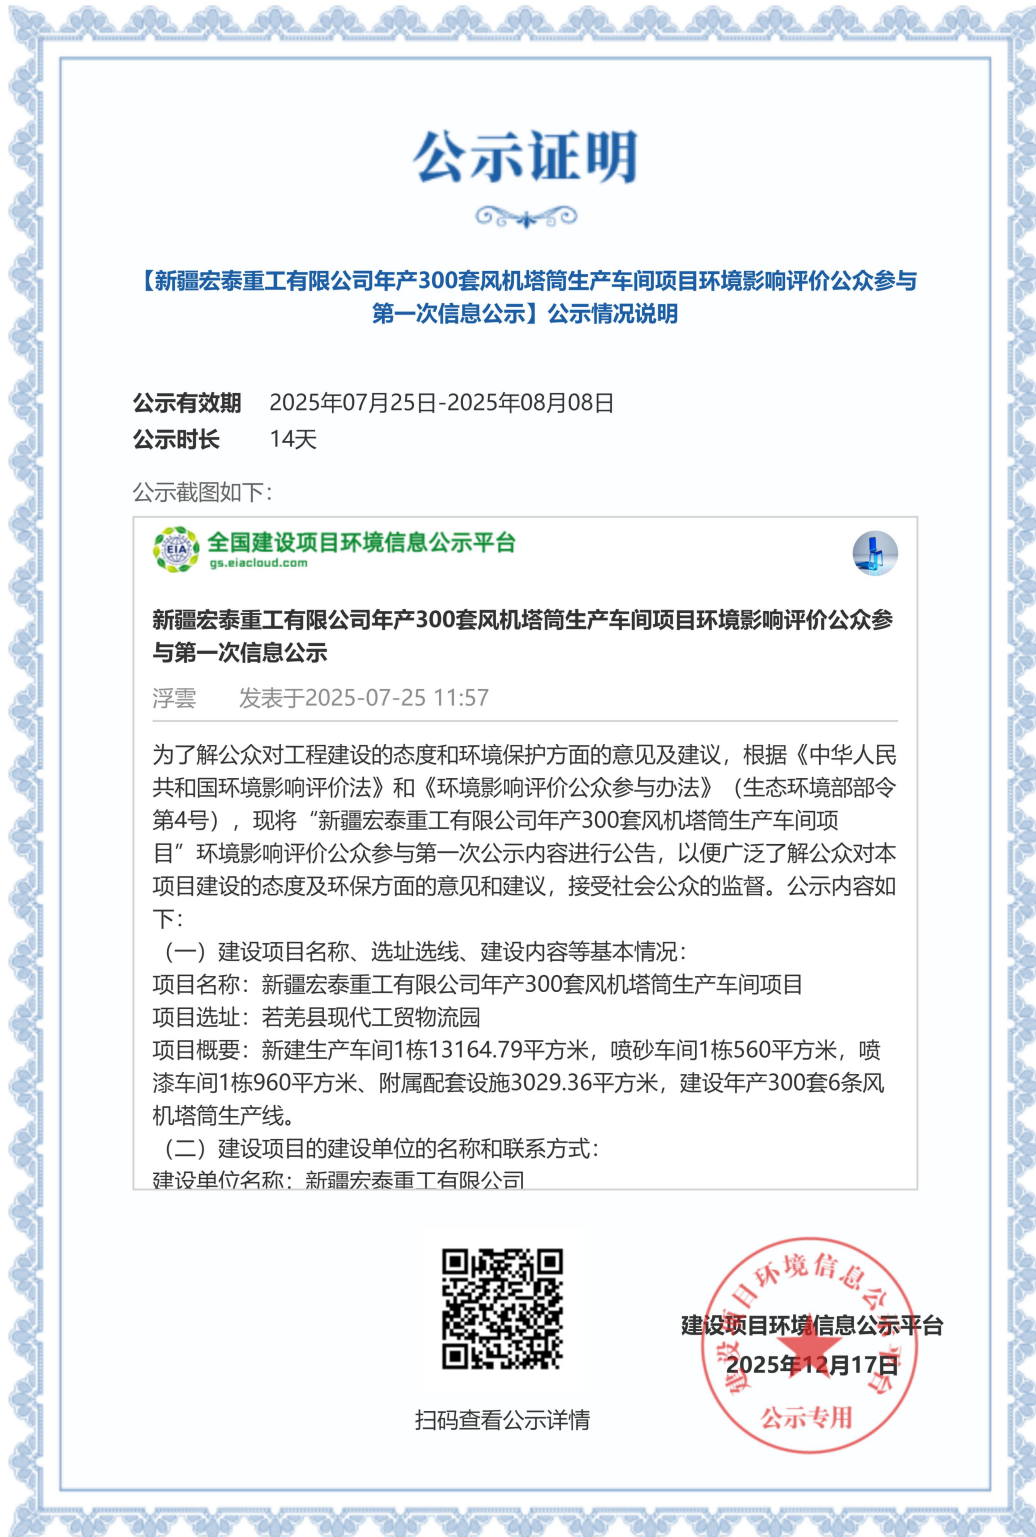 公示证明
【新疆宏泰重工有限公司年产300套风机塔筒生产车间项目环境影响评价公众参与
第一次信息公示】公示情况说明
公示有效期 2025年07月25日-2025年08月08日
公示时长 14天
公示截图如下：
EIA
全国建设项目环境信息公示平台
gs.eiacloud.com
新疆宏泰重工有限公司年产300套风机塔筒生产车间项目环境影响评价公众参
与第一次信息公示
浮雲 发表于2025-07-25 11:57
为了解公众对工程建设的态度和环境保护方面的意见及建议，根据《中华人民
共和国环境影响评价法》和《环境影响评价公众参与办法》（生态环境部部令
第4号），现将“新疆宏泰重工有限公司年产300套风机塔筒生产车间项
目”环境影响评价公众参与第一次公示内容进行公告，以便广泛了解公众对本
项目建设的态度及环保方面的意见和建议，接受社会公众的监督。公示内容如
下：
（一）建设项目名称、选址选线、建设内容等基本情况：
项目名称：新疆宏泰重工有限公司年产300套风机塔筒生产车间项目
项目选址：若羌县现代工贸物流园
项目概要：新建生产车间1栋13164.79平方米，喷砂车间1栋560平方米，喷
漆车间1栋960平方米、附属配套设施3029.36平方米，建设年产300套6条风
机塔筒生产线。
（二）建设项目的建设单位的名称和联系方式：
建设单位名称：新疆宏泰重工有限公司
扫码查看公示详情
建设项目环境信息公示平台
2025年12月17日
建设项目环境信息公示平台
公示专用